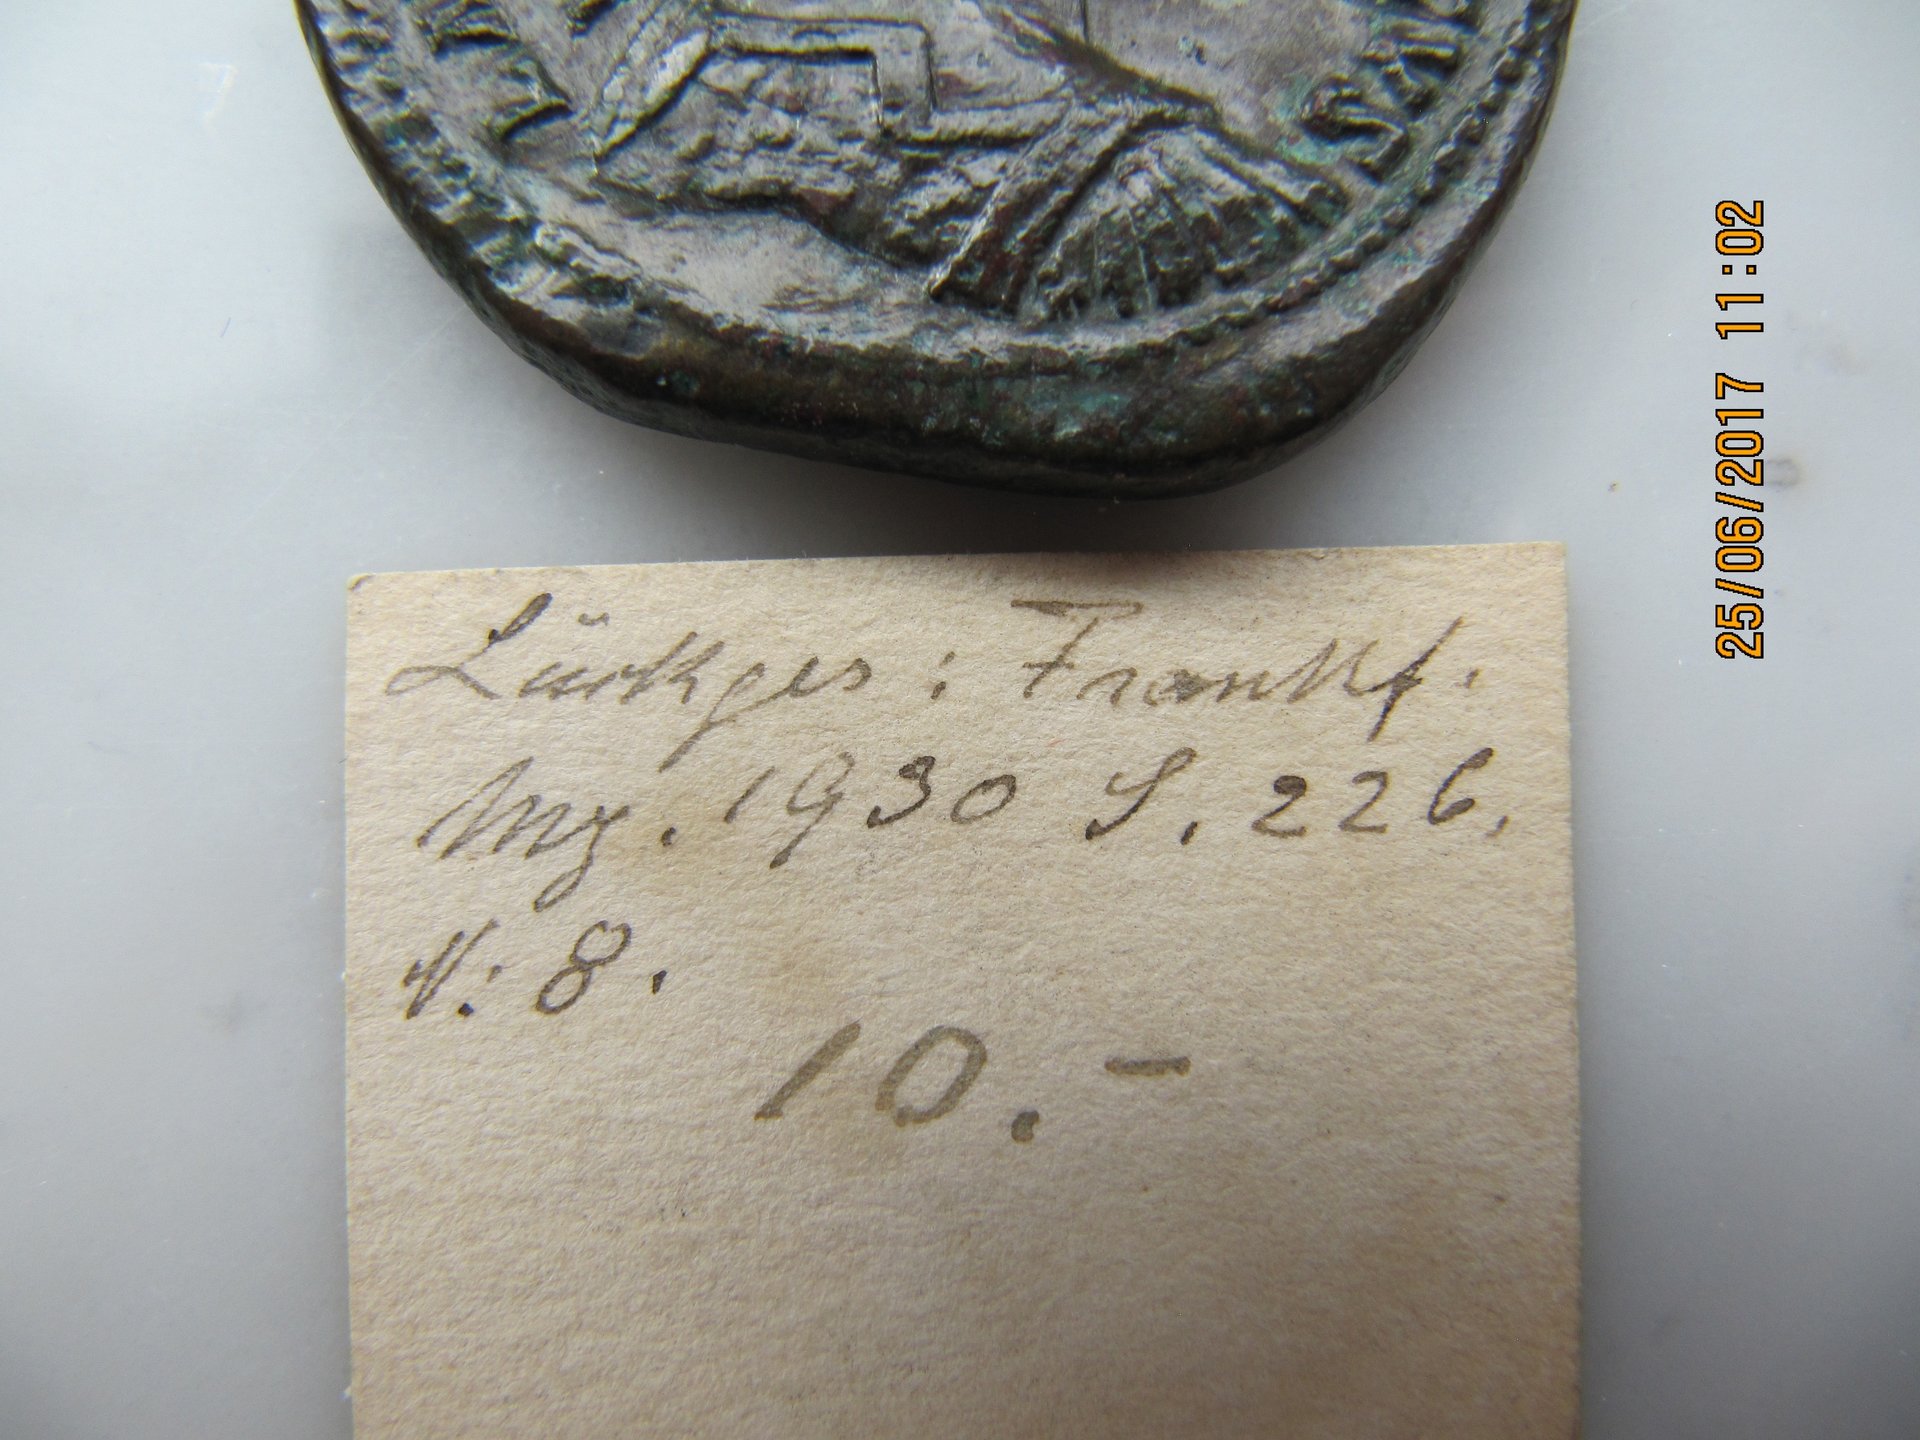 Lückger: Frankf.
Mz. 1930 S. 226.
N: 8.
10.-
25/06/2017 11:02